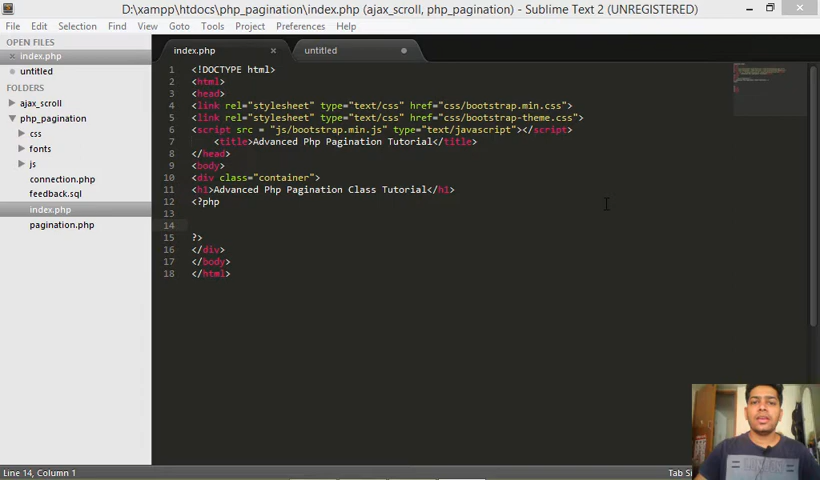 D:\xampp\htdocs\php_pagination\index.php (ajax_scroll, php_pagination) - Sublime Text 2 (UNREGISTERED)
File Edit Selection Find View Goto Tools Project Preferences Help
OPEN FILES
index.php
untitled
FOLDERS
ajax_scroll
php_pagination
css
fonts
js
connection.php
feedback.sql
index.php
pagination.php
index.php untitled
1 <!DOCTYPE html>
2 <html>
3 <head>
4 <link rel="stylesheet" type="text/css" href="css/bootstrap.min.css">
5 <link rel="stylesheet" type="text/css" href="css/bootstrap-theme.css">
6 <script src = "js/bootstrap.min.js" type="text/javascript"></script>
7 <title>Advanced Php Pagination Tutorial</title>
8 </head>
9 <body>
10 <div class="container">
11 <h1>Advanced Php Pagination Class Tutorial</h1>
12 <?php
13
14
15 ?>
16 </div>
17 </body>
18 </html>
Line 14, Column 1
Tab Si